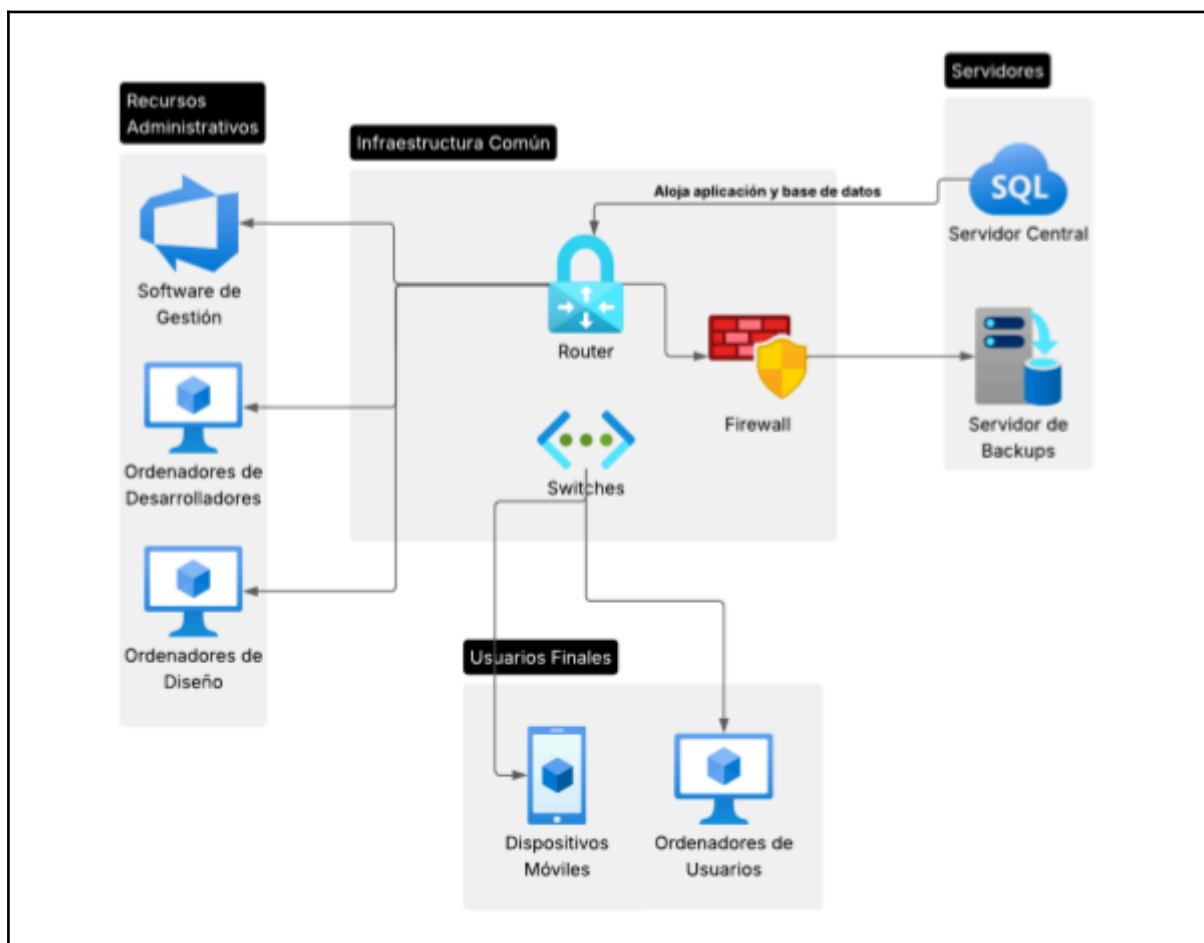 Recursos
Administrativos
Software de
Gestión
Ordenadores de
Desarrolladores
Ordenadores de
Diseño
Infraestructura Común
Aloja aplicación y base de datos
Router
Firewall
Switches
Servidores
SQL
Servidor Central
Servidor de
Backups
Usuarios Finales
Dispositivos
Móviles
Ordenadores de
Usuarios